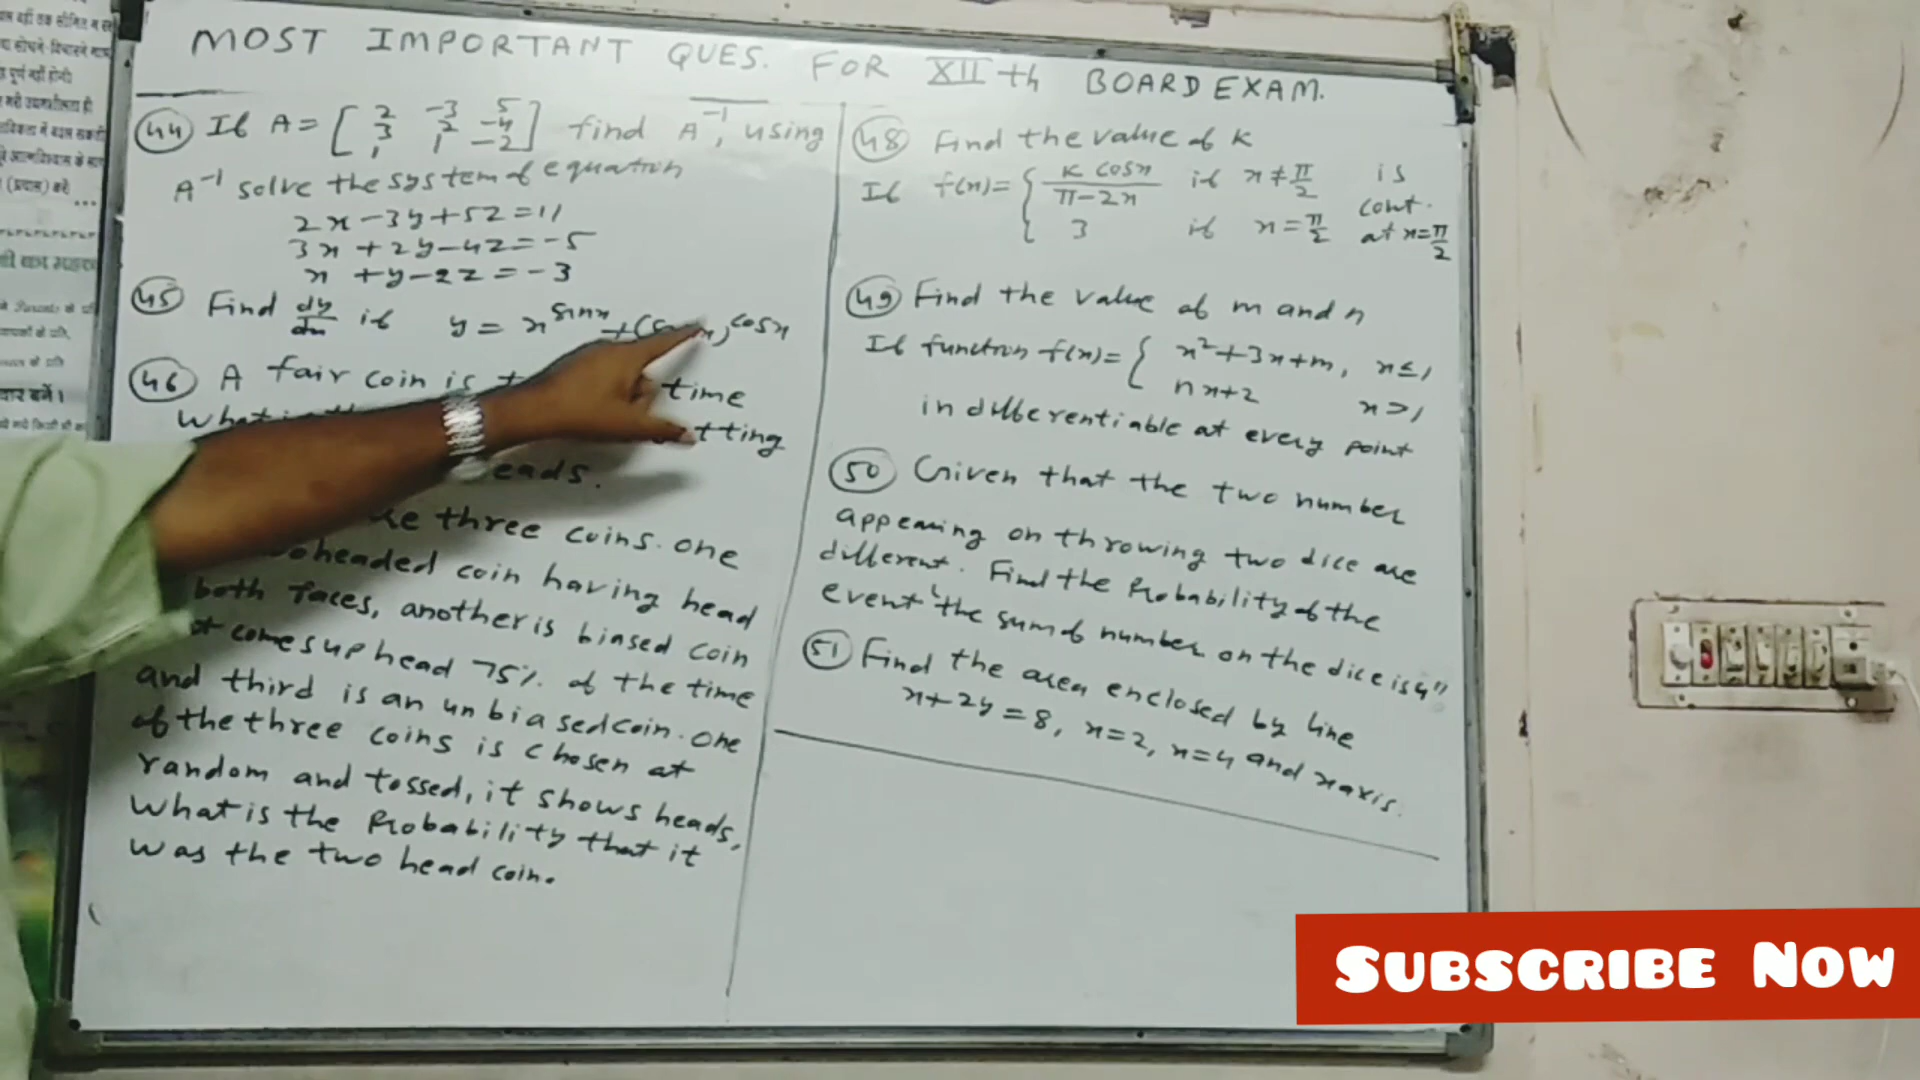 MOST IMPORTANT QUES. FOR XIIth BOARD EXAM.
44 If A = [ 2 -3 5 ] find A⁻¹, using
3 2 -4
1 1 -2
A⁻¹ solve the system of equation
2x - 3y + 5z = 11
3x + 2y - 4z = -5
x + y - 2z = -3
45 Find dy/dx if y = x^sinx + (sinx)^cosx
46 A fair coin is time
What is tting
eads.
three coins. one
headed coin having head
both faces, another is biased coin
comes up head 75% of the time
and third is an unbiased coin. one
of the three coins is chosen at
random and tossed, it shows heads,
What is the Probability that it
was the two head coin.
48 Find the value of k
If f(x) = { k cosx / π-2x if x ≠ π/2 is
cont.
3 if x = π/2 at x = π/2
49 Find the value of m and n
If function f(x) = { x² + 3x + m, x ≤ 1
nx + 2 x > 1
in differentiable at every point
50 Given that the two number
appearing on throwing two dice are
different. Find the Probability of the
event "the sum of number on the dice is 4"
51 Find the area enclosed by line
x + 2y = 8, x = 2, x = 4 and x axis.
SUBSCRIBE NOW